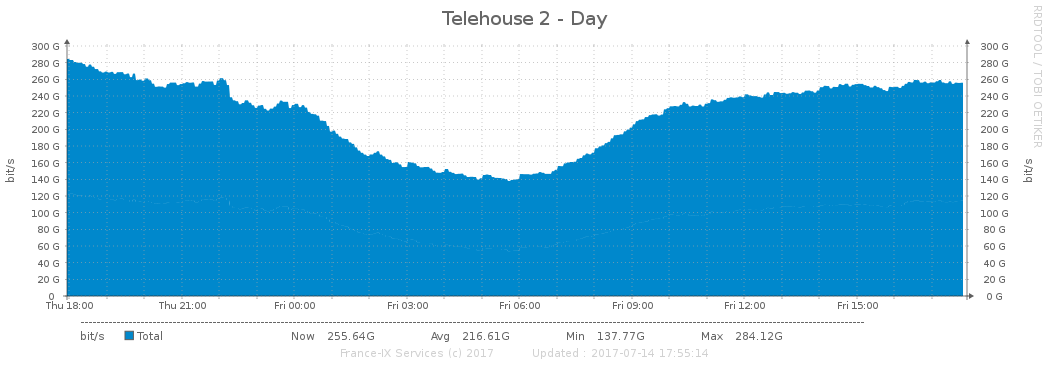 Telehouse 2 - Day
RRDTOOL / TOBI OETIKER
bit/s
300 G
280 G
260 G
240 G
220 G
200 G
180 G
160 G
140 G
120 G
100 G
80 G
60 G
40 G
20 G
0
300 G
280 G
260 G
240 G
220 G
200 G
180 G
160 G
140 G
120 G
100 G
80 G
60 G
40 G
20 G
0 G
bit/s
Thu 18:00 Thu 21:00 Fri 00:00 Fri 03:00 Fri 06:00 Fri 09:00 Fri 12:00 Fri 15:00
bit/s Total Now 255.64G Avg 216.61G Min 137.77G Max 284.12G
France-IX Services (c) 2017 Updated : 2017-07-14 17:55:14